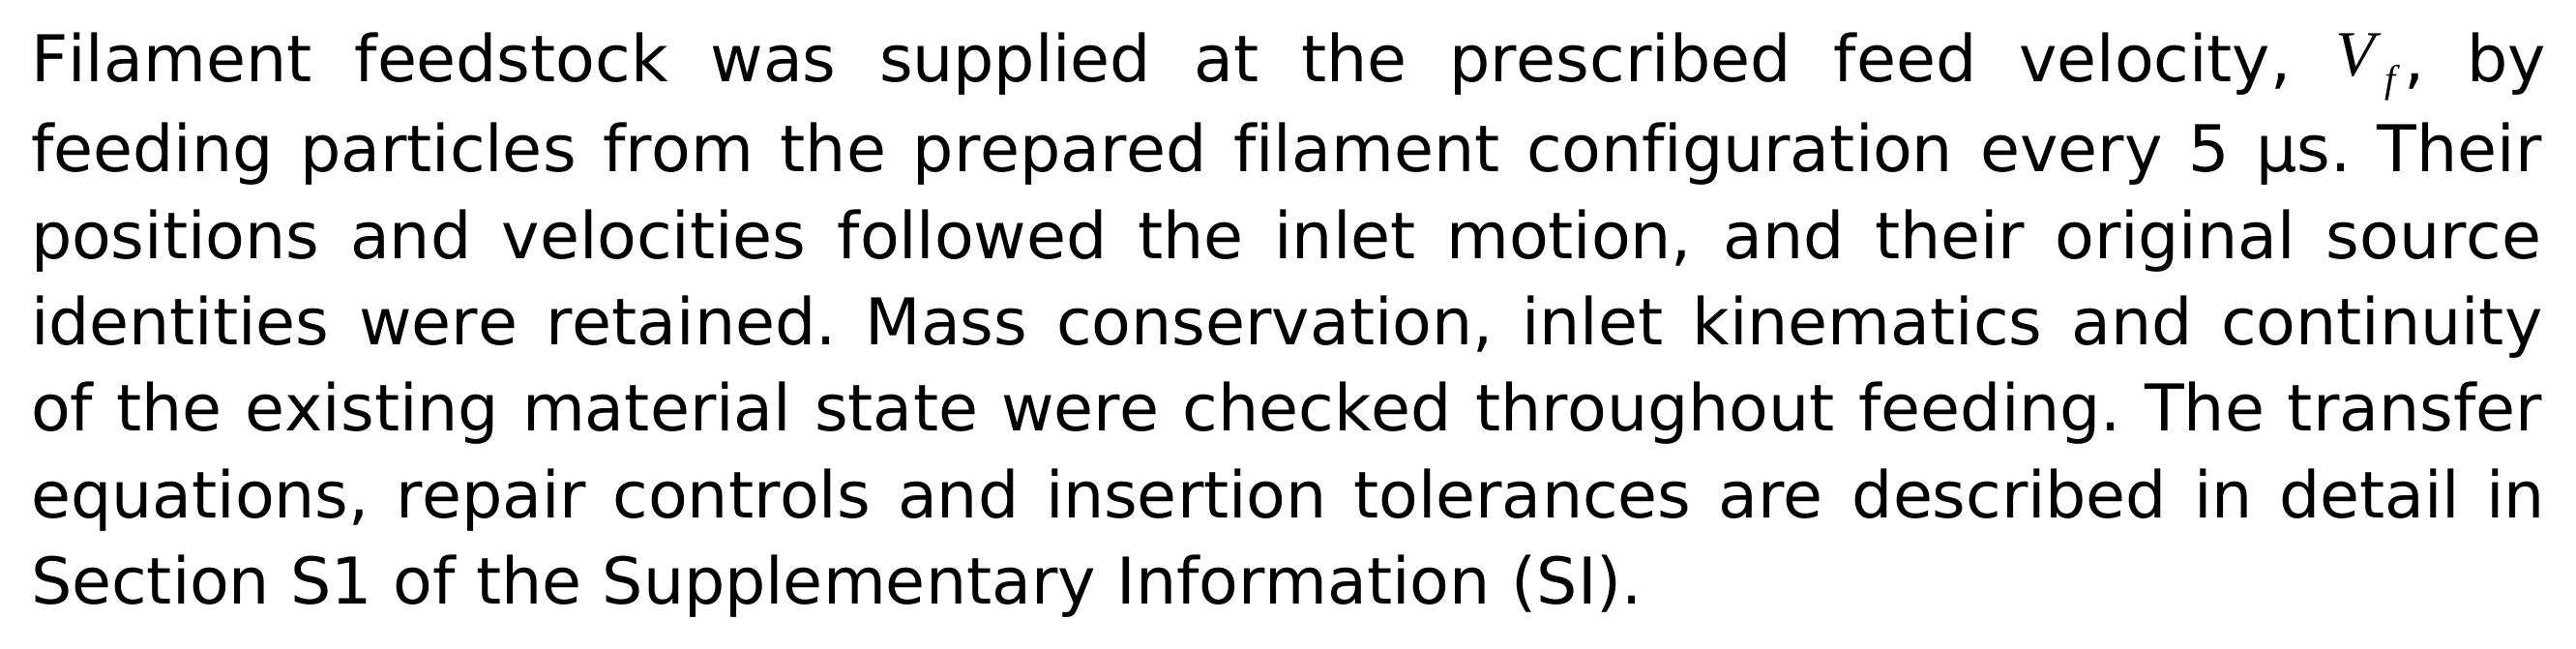 Filament feedstock was supplied at the prescribed feed velocity, V_f, by
feeding particles from the prepared filament configuration every 5 µs. Their
positions and velocities followed the inlet motion, and their original source
identities were retained. Mass conservation, inlet kinematics and continuity
of the existing material state were checked throughout feeding. The transfer
equations, repair controls and insertion tolerances are described in detail in
Section S1 of the Supplementary Information (SI).